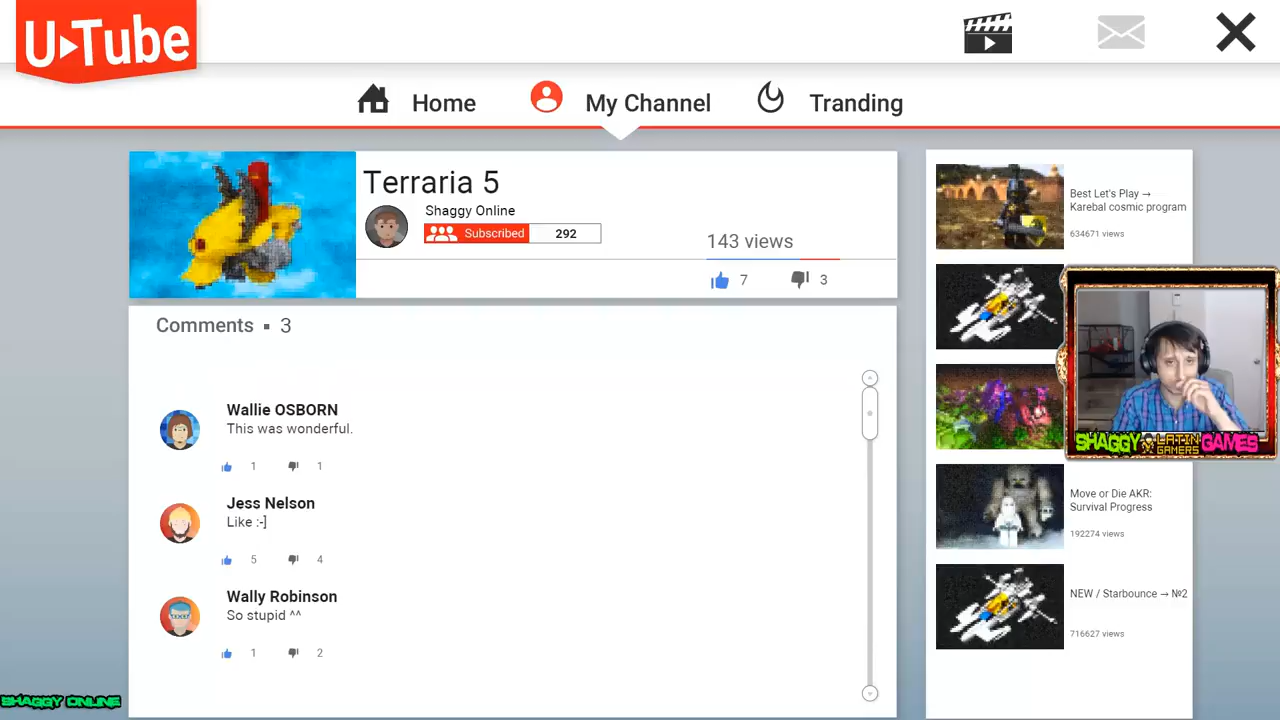 U▶Tube
Home
My Channel
Tranding
Terraria 5
Shaggy Online
Subscribed
292
143 views
7
3
Comments ▪ 3
Wallie OSBORN
This was wonderful.
1
1
Jess Nelson
Like :-]
5
4
Wally Robinson
So stupid ^^
1
2
Best Let's Play →
Karebal cosmic program
634671 views
SHAGGY LATIN GAMERS GAMES
Move or Die AKR:
Survival Progress
192274 views
NEW / Starbounce → №2
716627 views
SHAGGY ONLINE